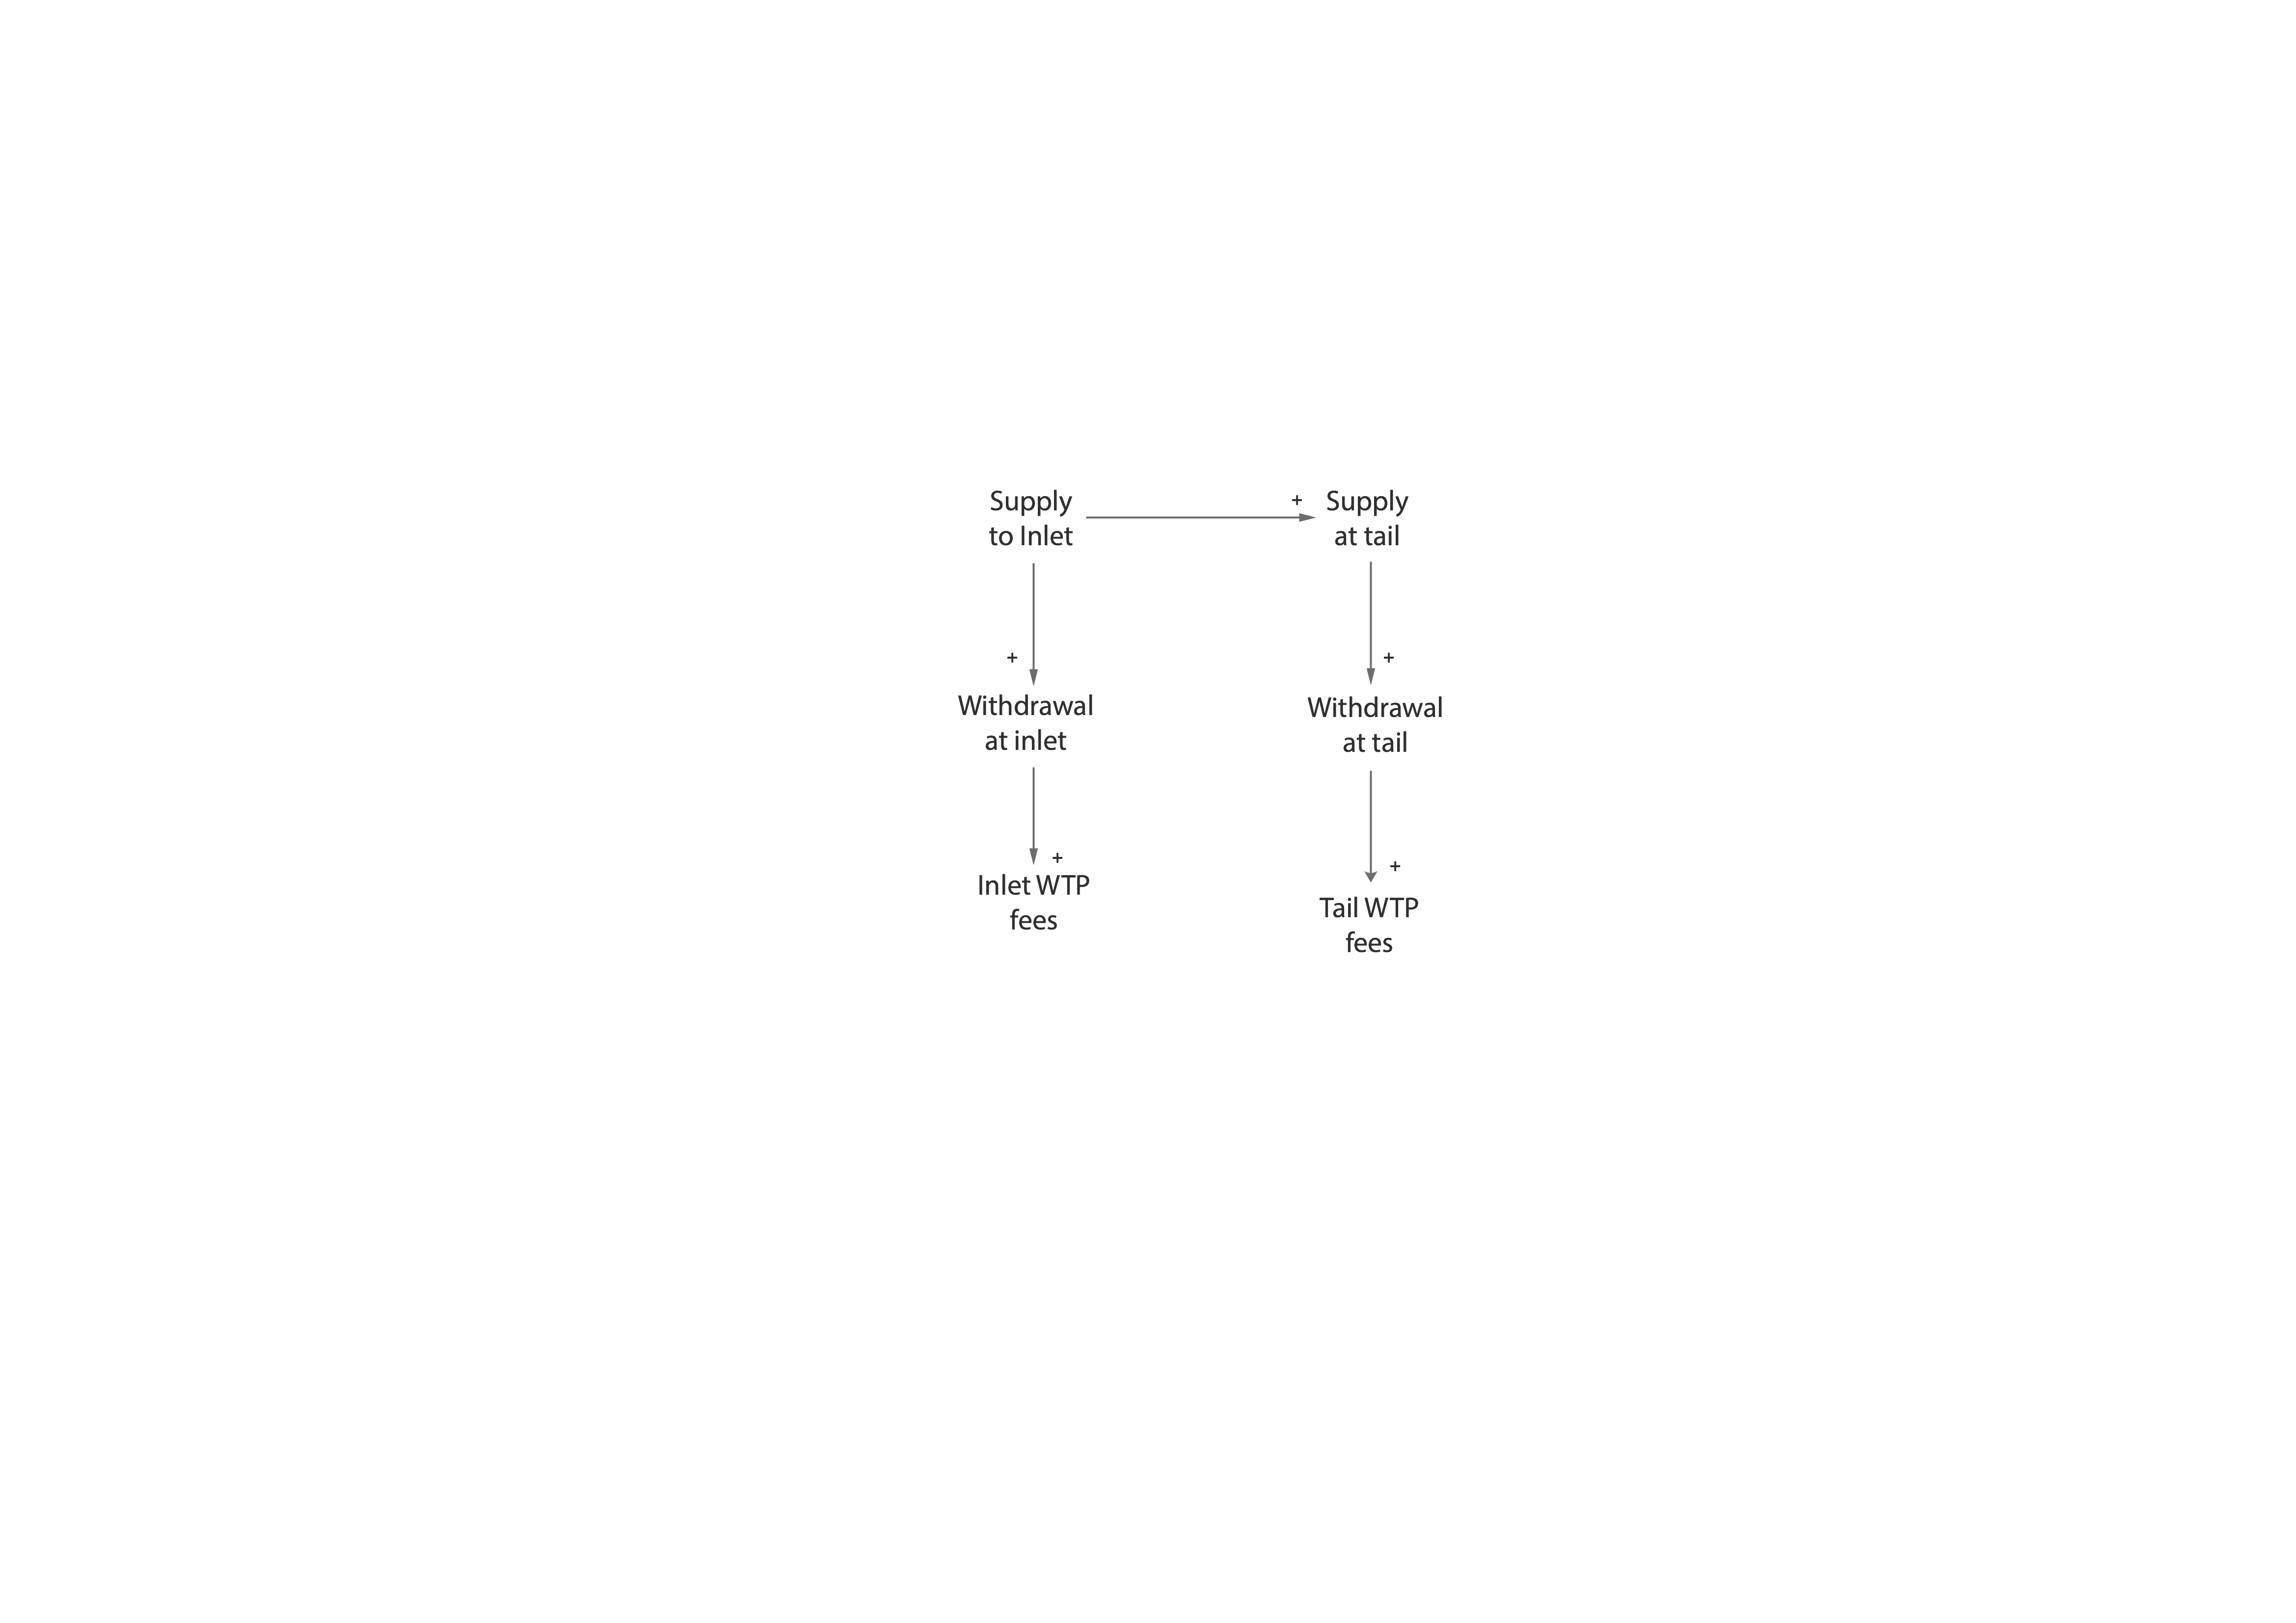 Supply
to Inlet
+
Supply
at tail
+
+
Withdrawal
at inlet
Withdrawal
at tail
+
+
Inlet WTP
fees
Tail WTP
fees